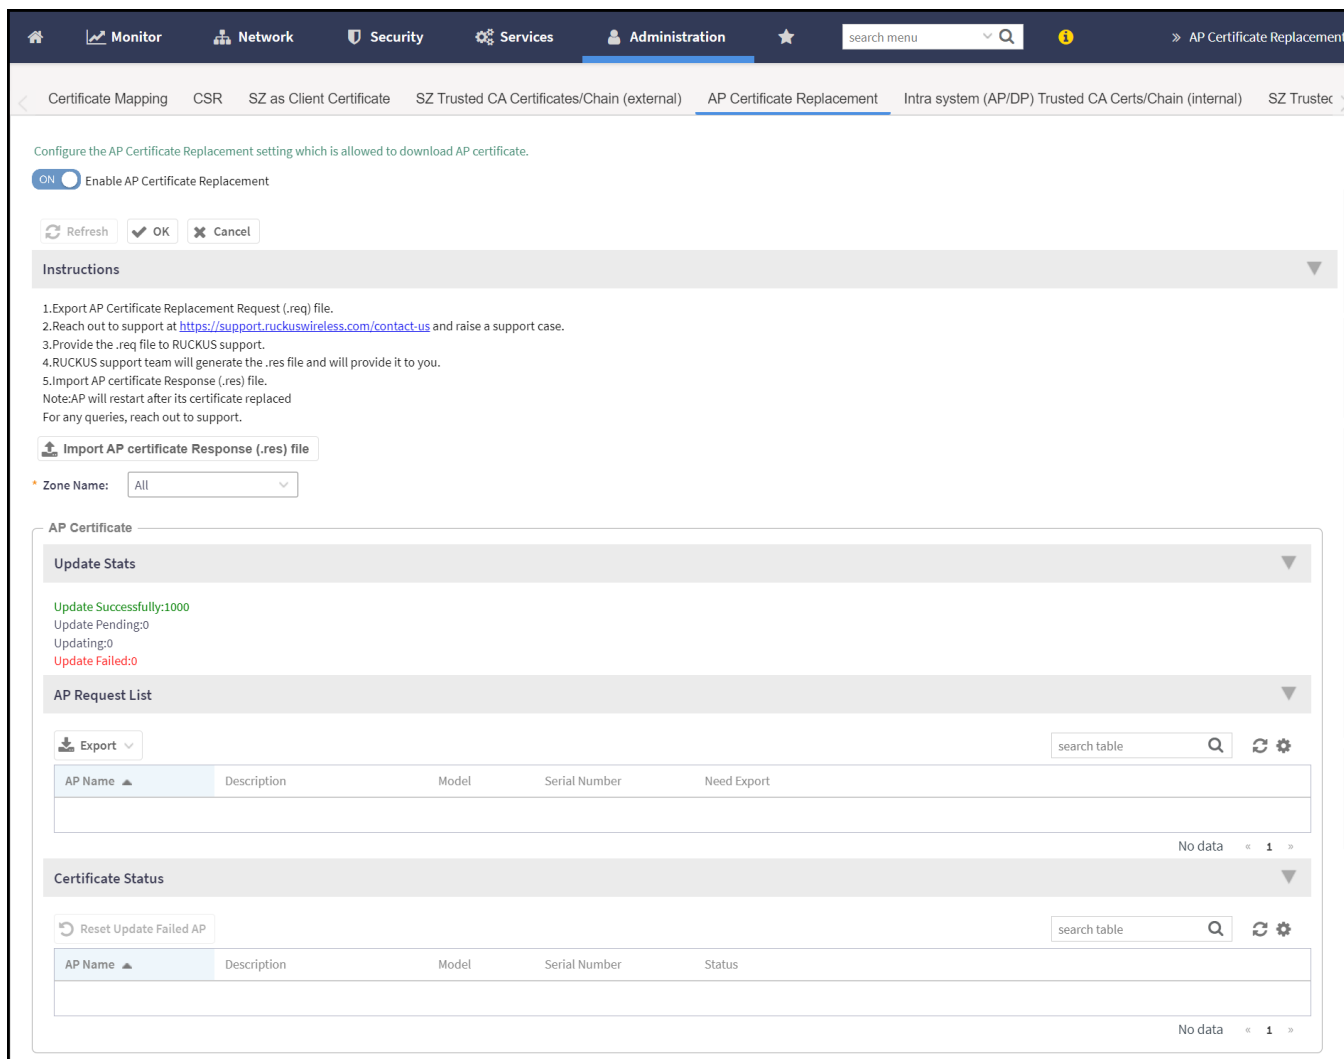 Monitor Network Security Services Administration search menu » AP Certificate Replacement
Certificate Mapping CSR SZ as Client Certificate SZ Trusted CA Certificates/Chain (external) AP Certificate Replacement Intra system (AP/DP) Trusted CA Certs/Chain (internal) SZ Trusted
Configure the AP Certificate Replacement setting which is allowed to download AP certificate.
ON Enable AP Certificate Replacement
Refresh OK Cancel
Instructions
1.Export AP Certificate Replacement Request (.req) file.
2.Reach out to support at https://support.ruckuswireless.com/contact-us and raise a support case.
3.Provide the .req file to RUCKUS support.
4.RUCKUS support team will generate the .res file and will provide it to you.
5.Import AP certificate Response (.res) file.
Note:AP will restart after its certificate replaced
For any queries, reach out to support.
Import AP certificate Response (.res) file
* Zone Name: All
AP Certificate
Update Stats
Update Successfully:1000
Update Pending:0
Updating:0
Update Failed:0
AP Request List
Export search table
AP Name Description Model Serial Number Need Export
No data « 1 »
Certificate Status
Reset Update Failed AP search table
AP Name Description Model Serial Number Status
No data « 1 »